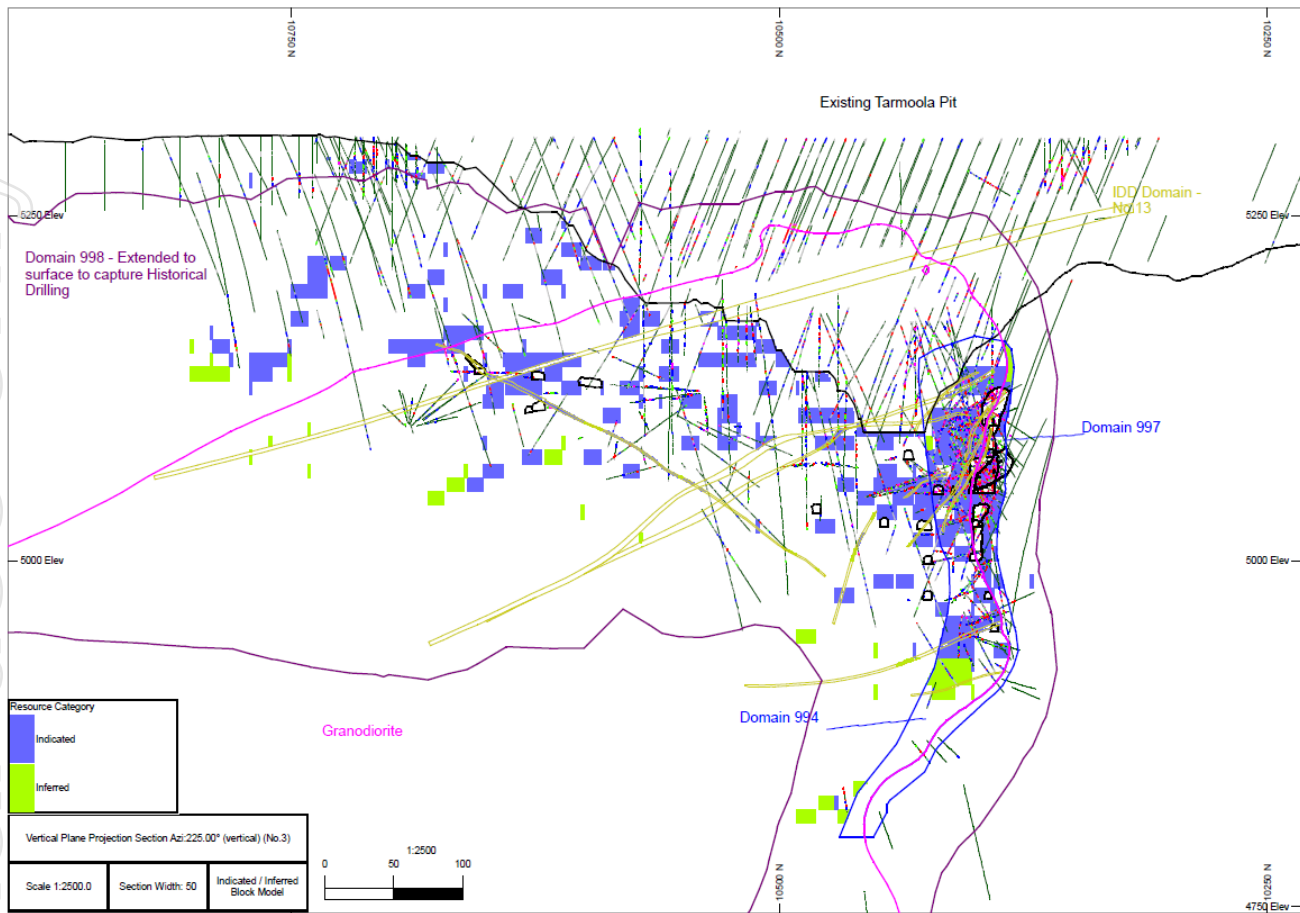 10750 N
10500 N
10250 N
Existing Tarmoola Pit
IDD Domain -
No.13
5250 Elev
5250 Elev
Domain 998 - Extended to
surface to capture Historical
Drilling
Domain 997
5000 Elev
5000 Elev
Domain 994
Granodiorite
Resource Category
Indicated
Inferred
Vertical Plane Projection Section Azi:225.00° (vertical) (No.3)
Scale 1:2500.0
Section Width: 50
Indicated / Inferred
Block Model
1:2500
0 50 100
10500 N
10250 N
4750 Elev